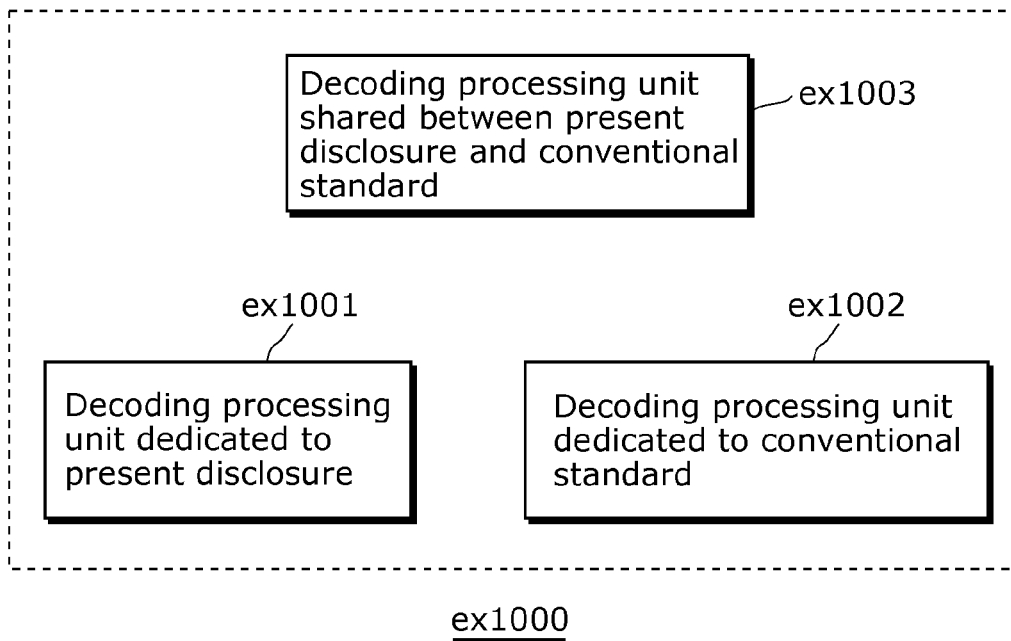 Decoding processing unit
shared between present
disclosure and conventional
standard
ex1003
ex1001
ex1002
Decoding processing
unit dedicated to
present disclosure
Decoding processing unit
dedicated to conventional
standard
ex1000